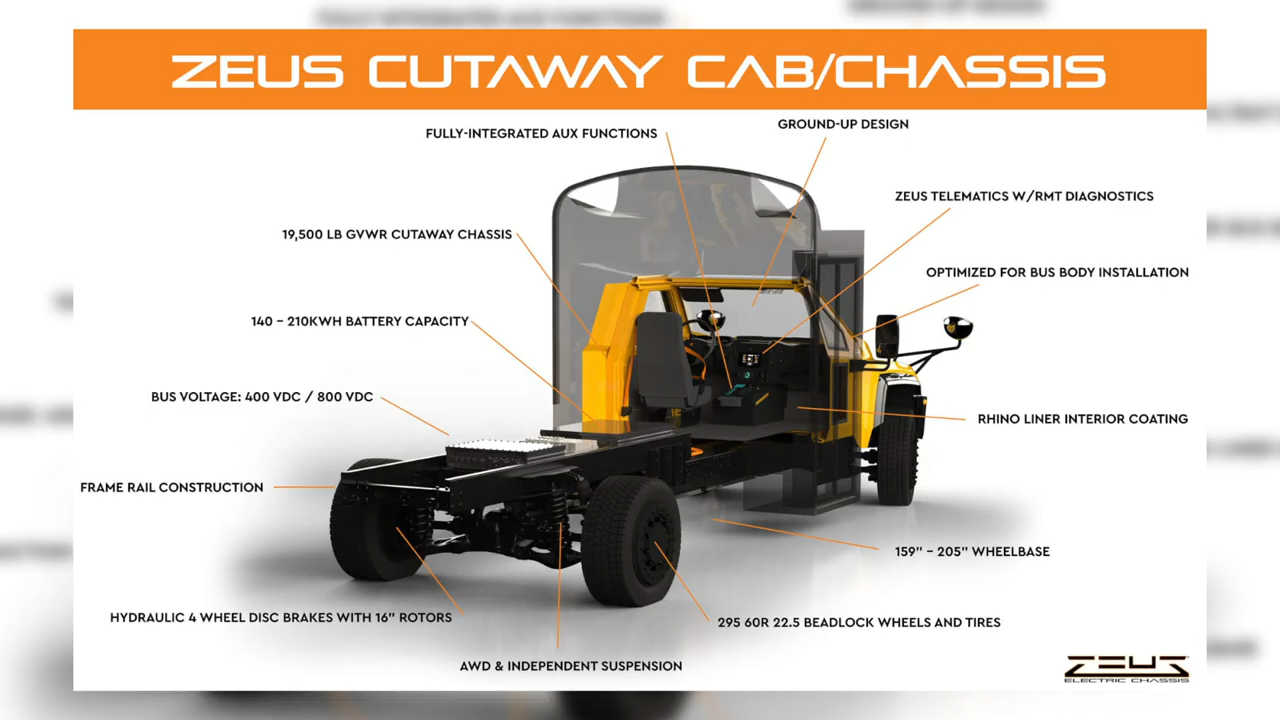 ZEUS CUTAWAY CAB/CHASSIS
FULLY-INTEGRATED AUX FUNCTIONS
GROUND-UP DESIGN
ZEUS TELEMATICS W/RMT DIAGNOSTICS
19,500 LB GVWR CUTAWAY CHASSIS
OPTIMIZED FOR BUS BODY INSTALLATION
140 – 210KWH BATTERY CAPACITY
BUS VOLTAGE: 400 VDC / 800 VDC
RHINO LINER INTERIOR COATING
FRAME RAIL CONSTRUCTION
159" – 205" WHEELBASE
HYDRAULIC 4 WHEEL DISC BRAKES WITH 16" ROTORS
295 60R 22.5 BEADLOCK WHEELS AND TIRES
AWD & INDEPENDENT SUSPENSION
ZEUS
ELECTRIC CHASSIS